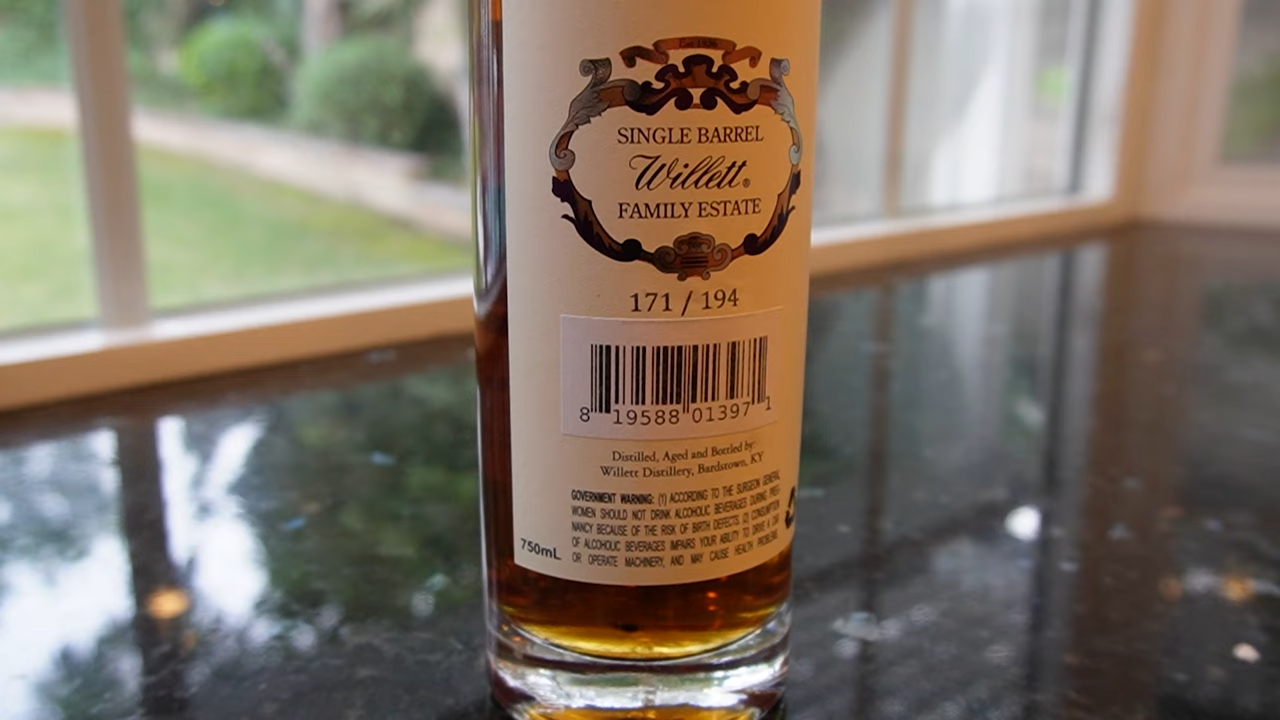 SINGLE BARREL
Willett®
FAMILY ESTATE
171 / 194
8 19588 01397 1
Distilled, Aged and Bottled by:
Willett Distillery, Bardstown, KY
GOVERNMENT WARNING: (1) ACCORDING TO THE SURGEON GENERAL,
WOMEN SHOULD NOT DRINK ALCOHOLIC BEVERAGES DURING PREG-
NANCY BECAUSE OF THE RISK OF BIRTH DEFECTS. (2) CONSUMPTION
OF ALCOHOLIC BEVERAGES IMPAIRS YOUR ABILITY TO DRIVE A CAR
OR OPERATE MACHINERY, AND MAY CAUSE HEALTH PROBLEMS.
750mL